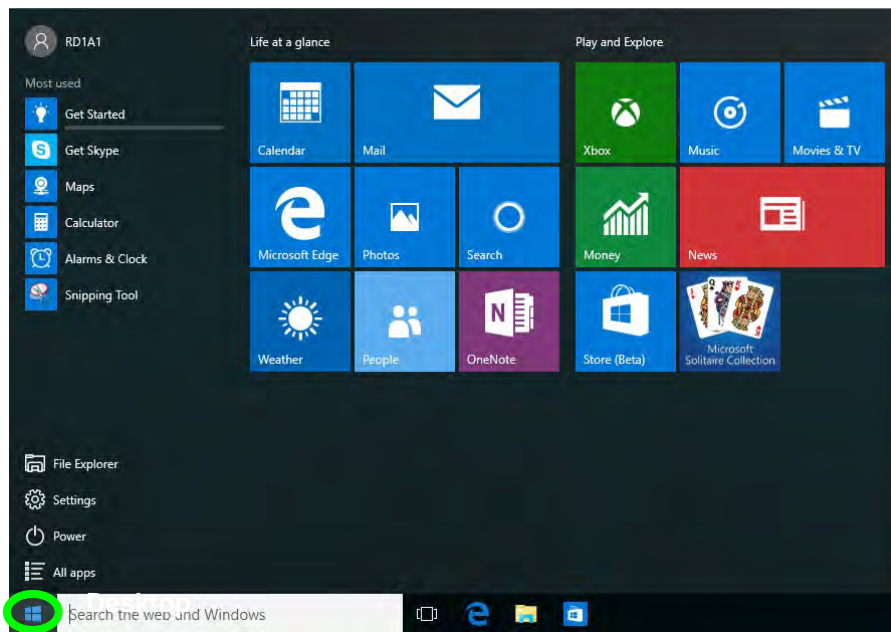 RD1A1
Most used
Get Started
Get Skype
Maps
Calculator
Alarms & Clock
Snipping Tool
File Explorer
Settings
Power
All apps
Life at a glance
Calendar
Mail
Microsoft Edge
Photos
Search
Weather
People
OneNote
Play and Explore
Xbox
Music
Movies & TV
Money
News
Store (Beta)
Microsoft
Solitaire Collection
Desktop
Search the web and Windows